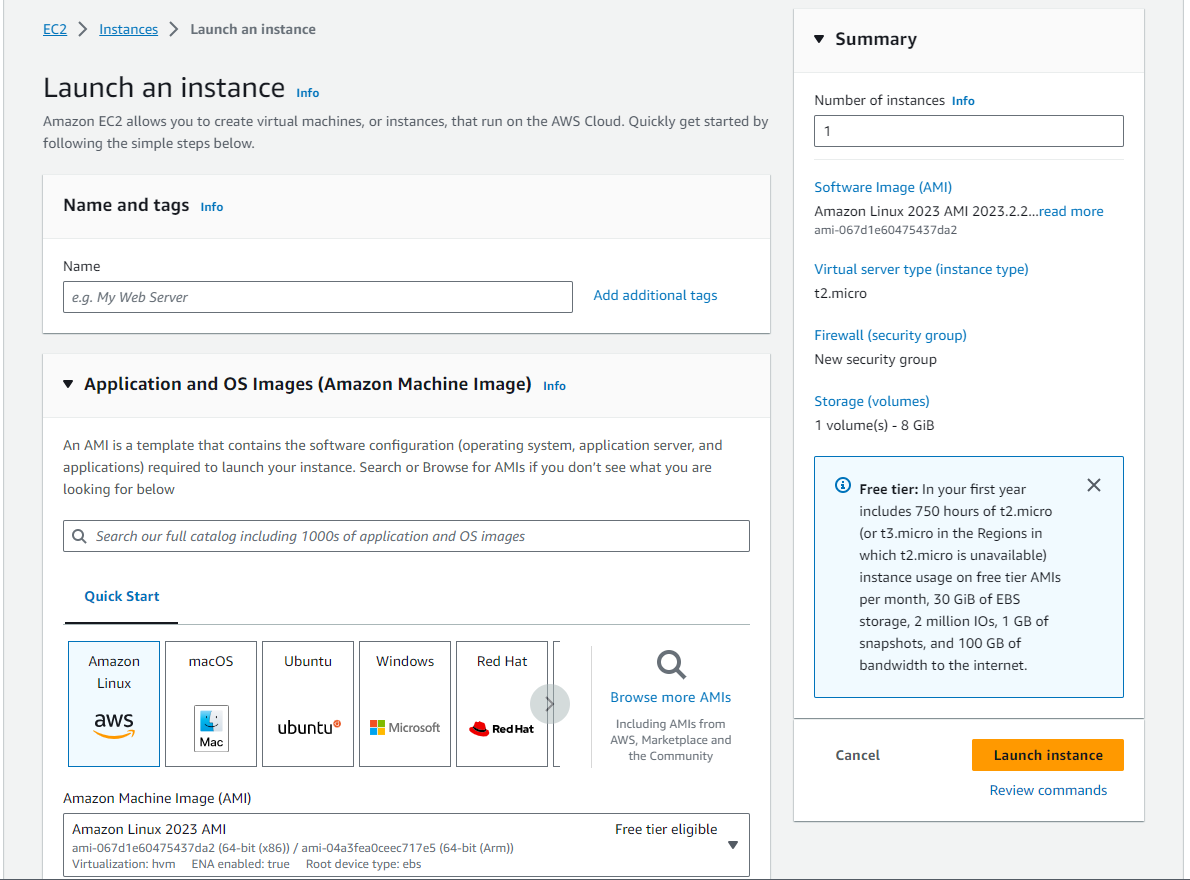 EC2 > Instances > Launch an instance
Launch an instance Info
Amazon EC2 allows you to create virtual machines, or instances, that run on the AWS Cloud. Quickly get started by
following the simple steps below.
Name and tags Info
Name
e.g. My Web Server
Add additional tags
Application and OS Images (Amazon Machine Image) Info
An AMI is a template that contains the software configuration (operating system, application server, and
applications) required to launch your instance. Search or Browse for AMIs if you don't see what you are
looking for below
Search our full catalog including 1000s of application and OS images
Quick Start
Amazon
Linux
aws
macOS
Mac
Ubuntu
ubuntu
Windows
Microsoft
Red Hat
Red Hat
Browse more AMIs
Including AMIs from
AWS, Marketplace and
the Community
Amazon Machine Image (AMI)
Amazon Linux 2023 AMI
Free tier eligible
ami-067d1e60475437da2 (64-bit (x86)) / ami-04a3fea0ceec717e5 (64-bit (Arm))
Virtualization: hvm ENA enabled: true Root device type: ebs
Summary
Number of instances Info
1
Software Image (AMI)
Amazon Linux 2023 AMI 2023.2.2...read more
ami-067d1e60475437da2
Virtual server type (instance type)
t2.micro
Firewall (security group)
New security group
Storage (volumes)
1 volume(s) - 8 GiB
Free tier: In your first year
includes 750 hours of t2.micro
(or t3.micro in the Regions in
which t2.micro is unavailable)
instance usage on free tier AMIs
per month, 30 GiB of EBS
storage, 2 million IOs, 1 GB of
snapshots, and 100 GB of
bandwidth to the internet.
Cancel
Launch instance
Review commands